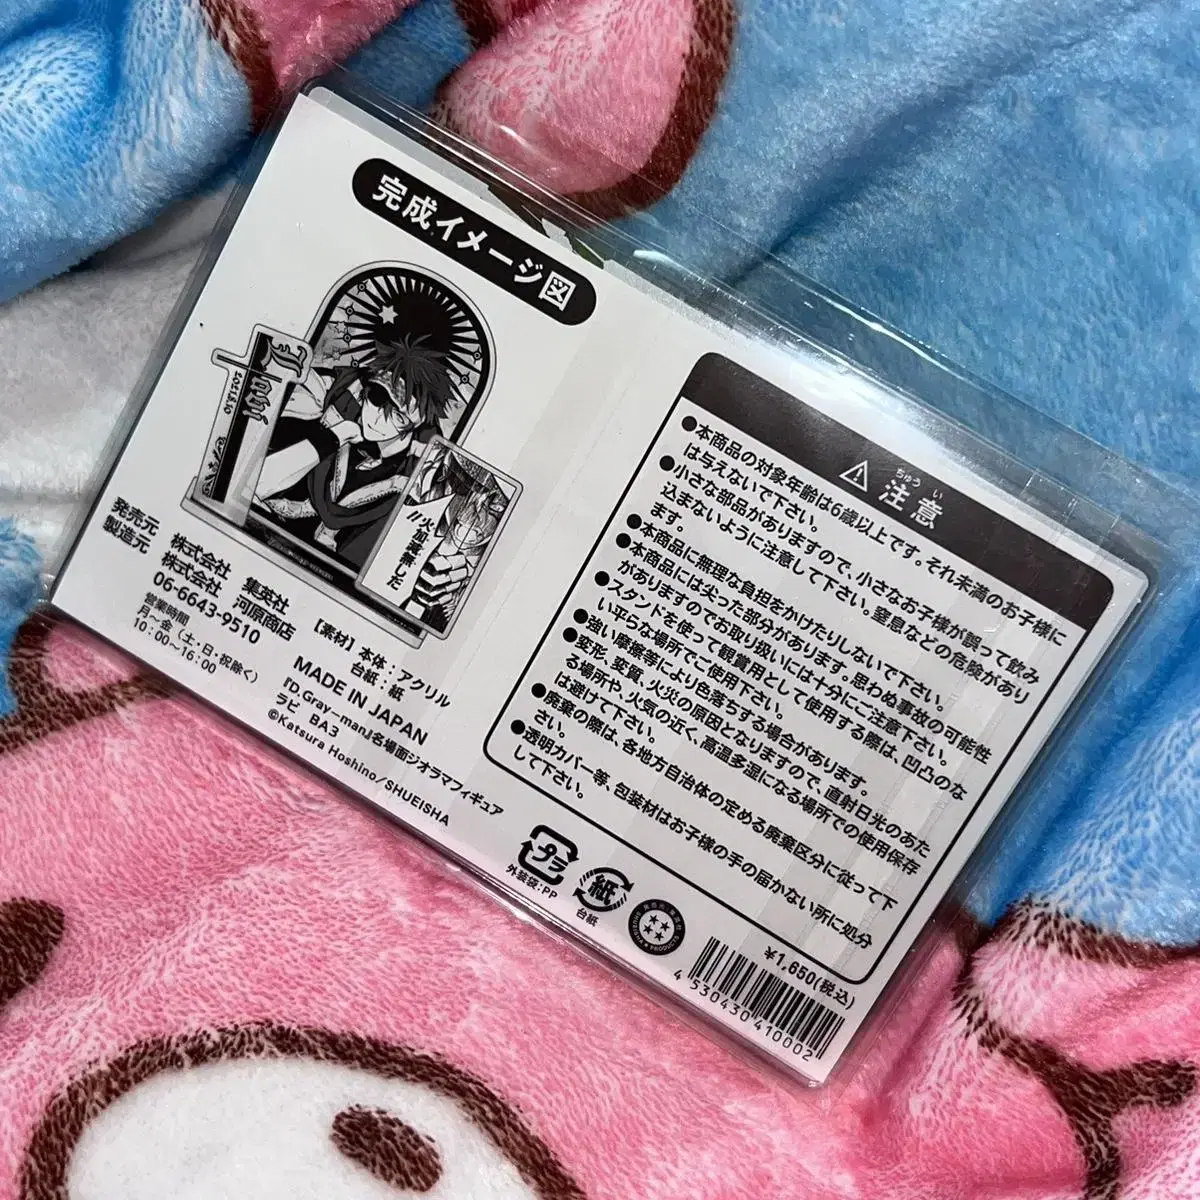 完成イメージ図
Lavi
火加減無しだ
発売元 株式会社 集英社
製造元 株式会社 河原商店
06-6643-9510
営業時間
月〜金(土・日・祝除く)
10:00〜16:00
【素材】本体:アクリル
台紙:紙
MADE IN JAPAN
『D.Gray-man』名場面ジオラマフィギュア
ラビ BA3
©Katsura Hoshino/SHUEISHA
ちゅうい
⚠ 注意
●本商品の対象年齢は6歳以上です。それ未満のお子様に
は与えないで下さい。
●小さな部品がありますので、小さなお子様が誤って飲み
込まないように注意して下さい。窒息などの危険があり
ます。
●本商品に無理な負担をかけたりしないで下さい。
●本商品には尖った部分があります。思わぬ事故の可能性
がありますのでお取り扱いには十分にご注意下さい。
●スタンドを使って観賞用として使用する際は、凹凸のな
い平らな場所でご使用下さい。
●強い摩擦等により色落ちする場合があります。
●変形、変質、火災の原因となりますので、直射日光のあた
る場所や、火気の近く、高温多湿になる場所での使用保存
は避けて下さい。
●廃棄の際は、各地方自治体の定める廃棄区分に従って下
さい。
●透明カバー等、包装材はお子様の手の届かない所に処分
して下さい。
プラ
外装袋:PP
紙
台紙
¥1,650(税込)
4 530430 410002